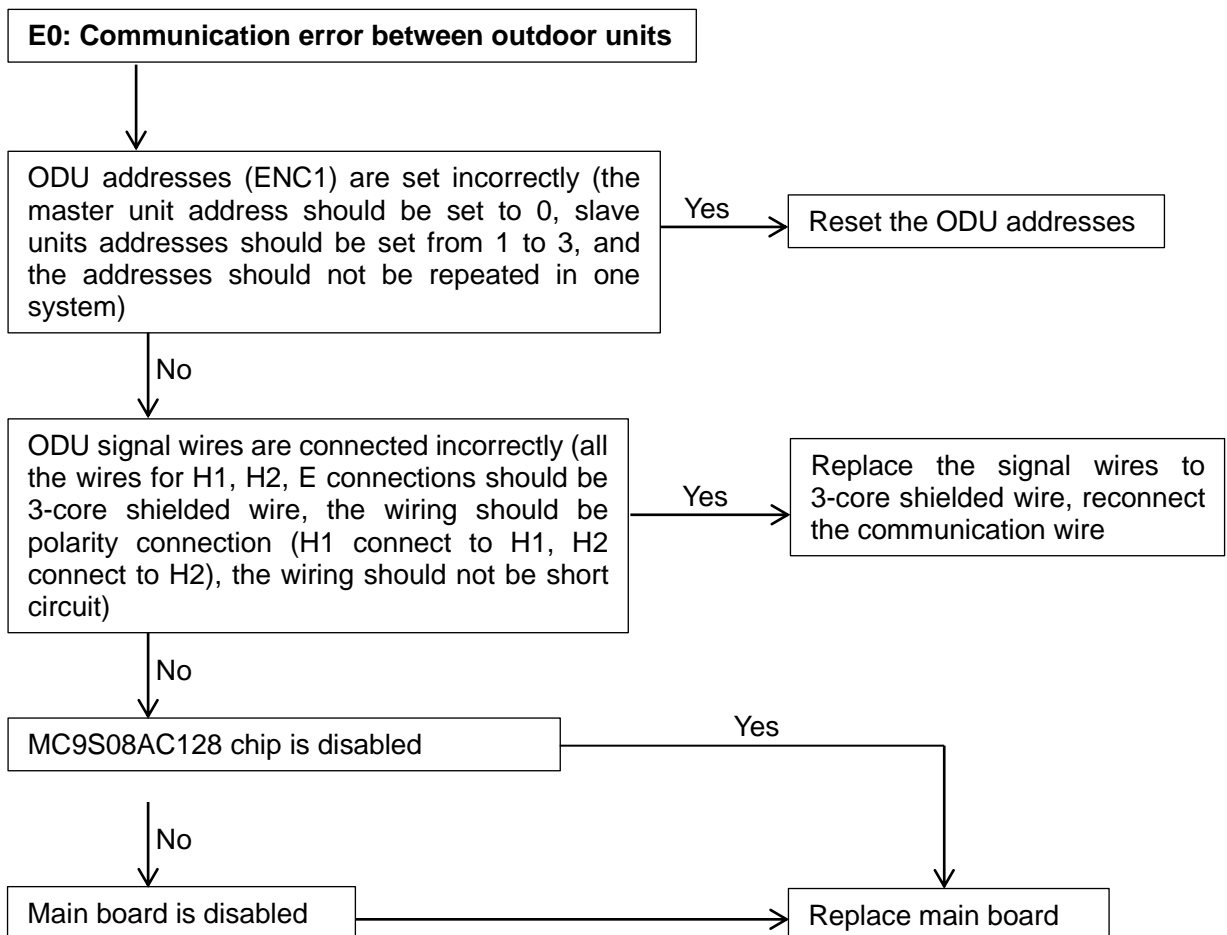 E0: Communication error between outdoor units
ODU addresses (ENC1) are set incorrectly (the
master unit address should be set to 0, slave
units addresses should be set from 1 to 3, and
the addresses should not be repeated in one
system)
Yes
Reset the ODU addresses
No
ODU signal wires are connected incorrectly (all
the wires for H1, H2, E connections should be
3-core shielded wire, the wiring should be
polarity connection (H1 connect to H1, H2
connect to H2), the wiring should not be short
circuit)
Yes
Replace the signal wires to
3-core shielded wire, reconnect
the communication wire
No
MC9S08AC128 chip is disabled
Yes
No
Main board is disabled
Replace main board